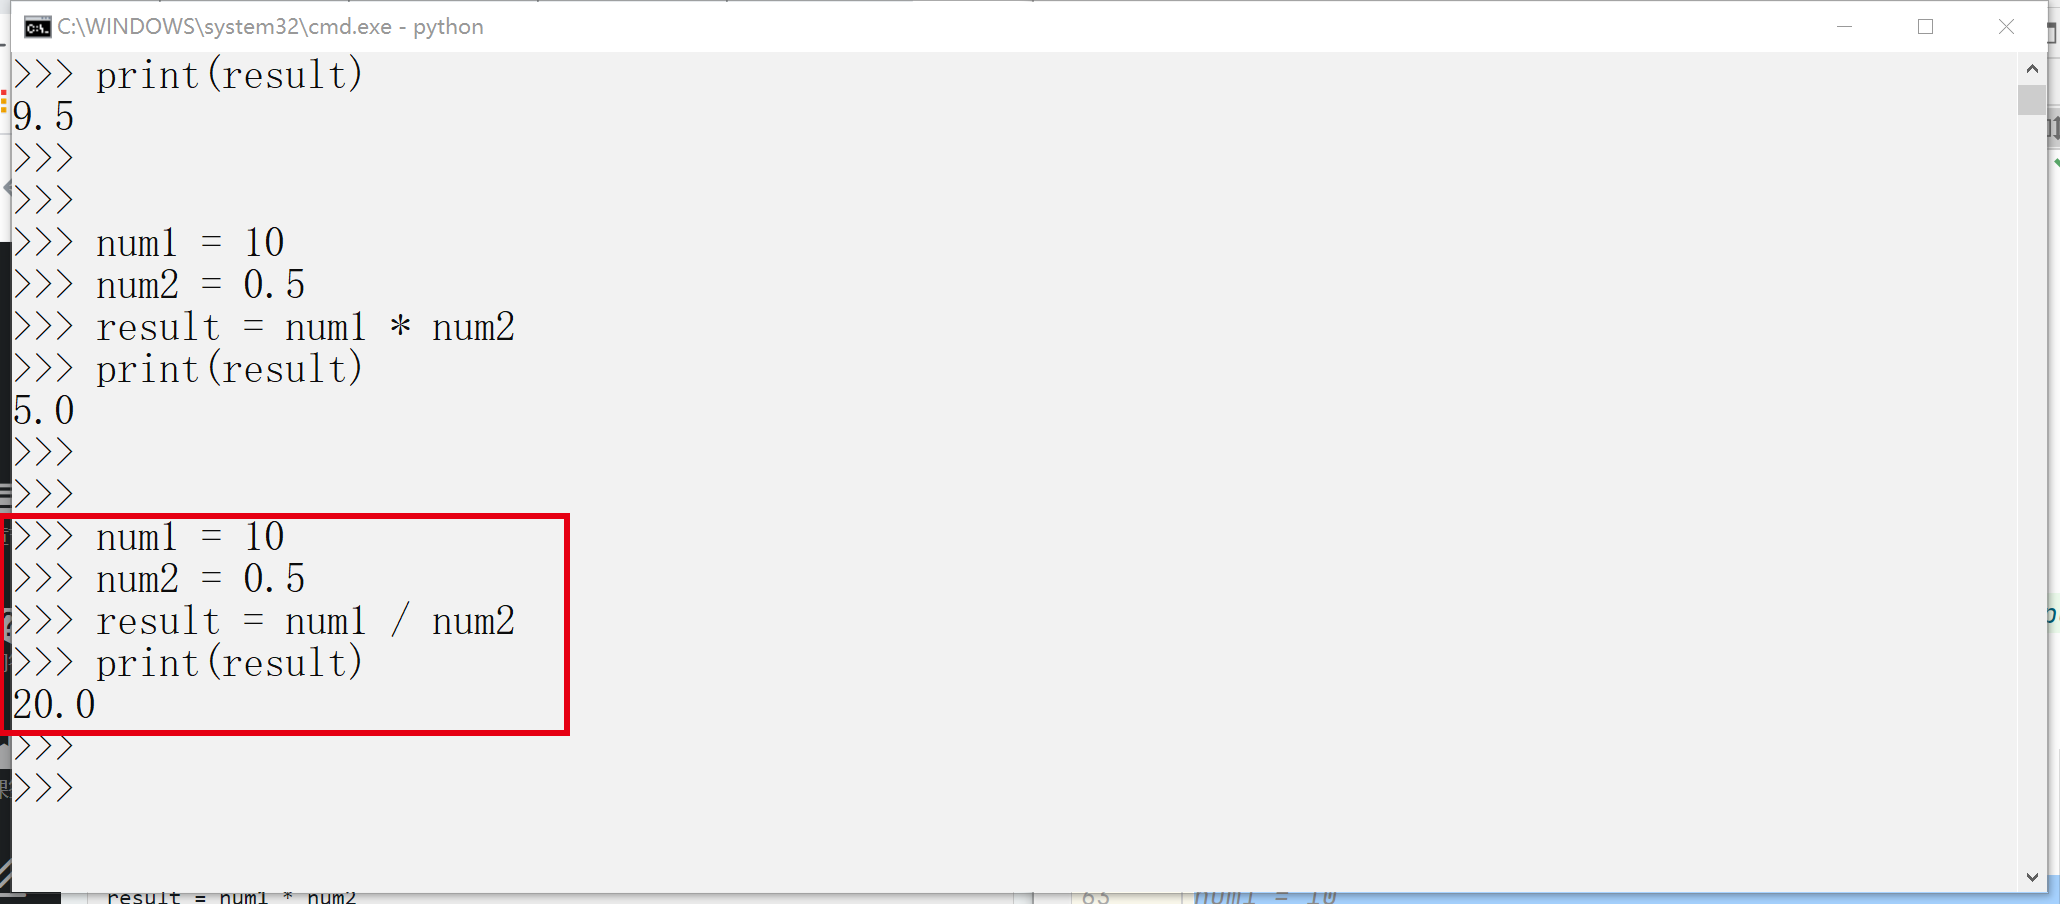 C:\WINDOWS\system32\cmd.exe - python
>>> print(result)
9.5
>>>
>>>
>>> num1 = 10
>>> num2 = 0.5
>>> result = num1 * num2
>>> print(result)
5.0
>>>
>>>
>>> num1 = 10
>>> num2 = 0.5
>>> result = num1 / num2
>>> print(result)
20.0
>>>
>>>
result = num1 * num2
63 num1 = 10